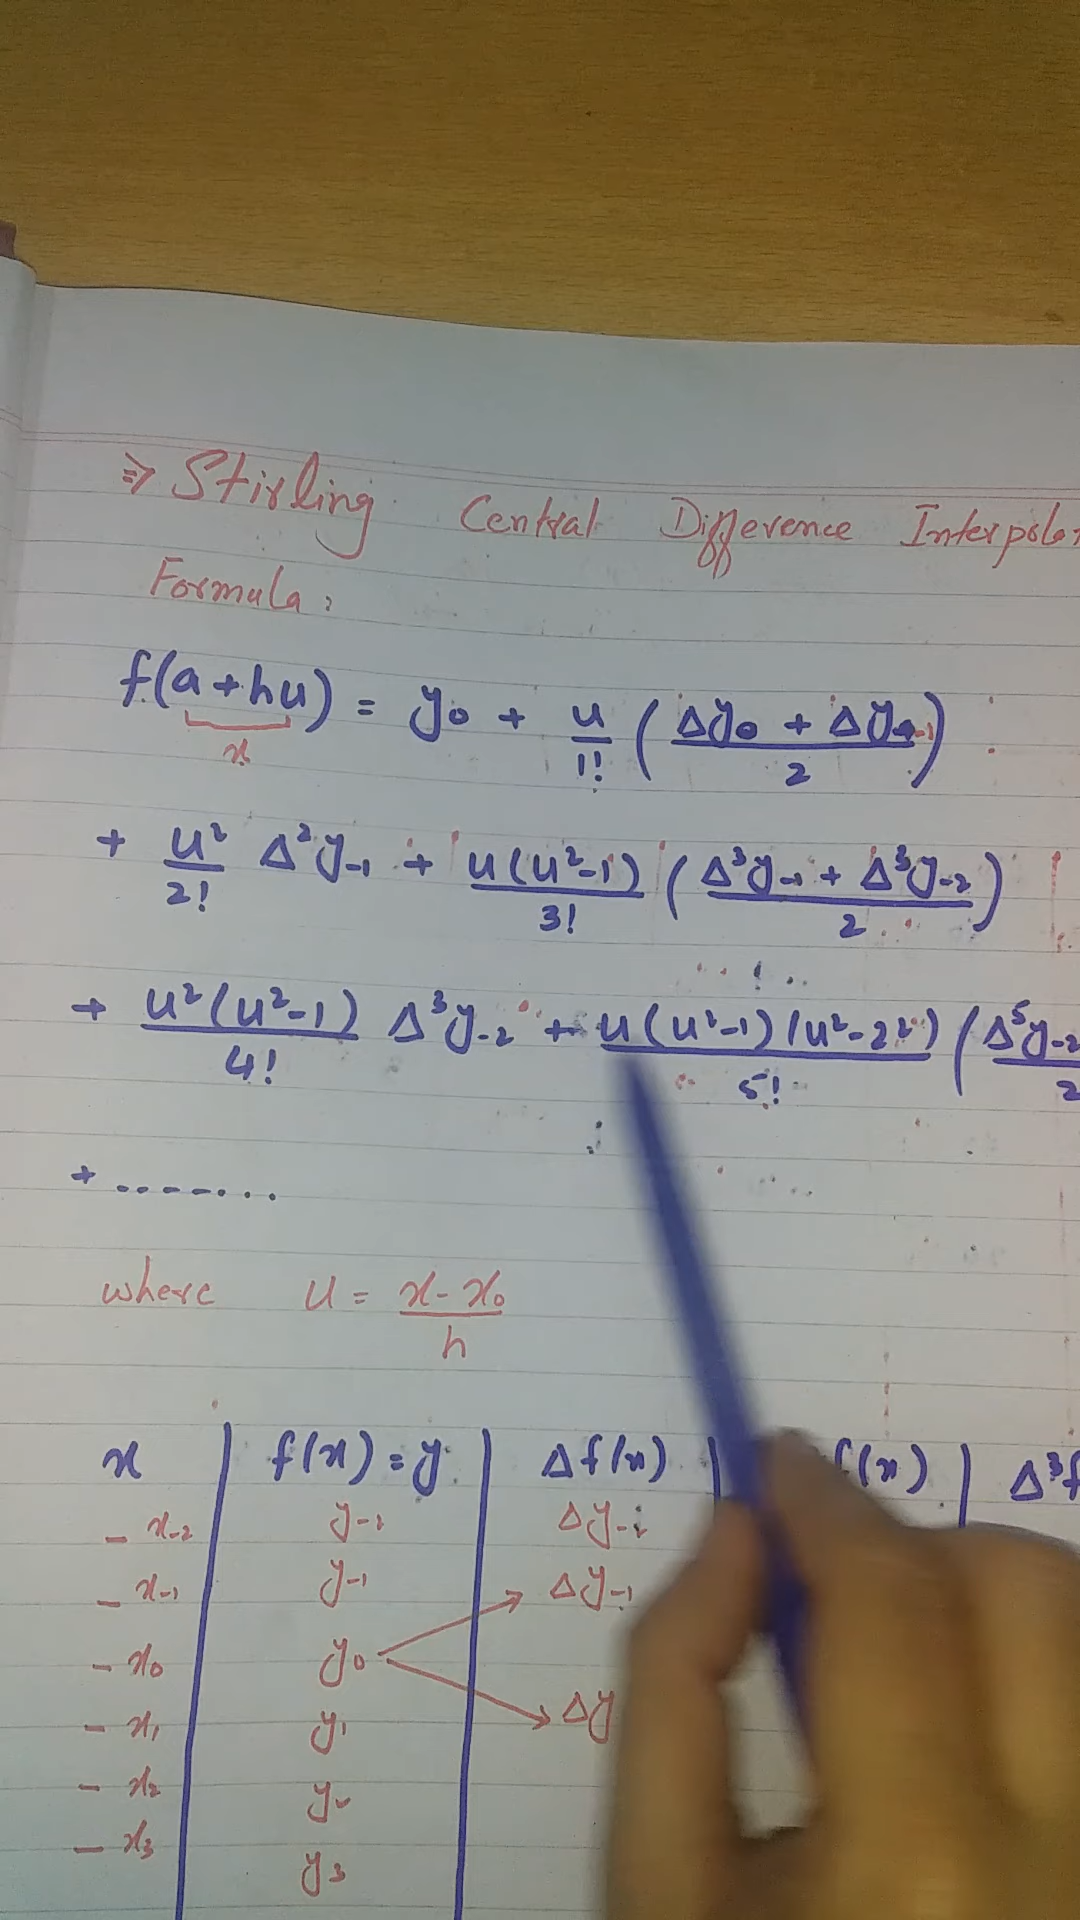 ⇒ Stirling Central Difference Interpola
Formula:
f(a+hu) = y₀ + u/1! ( (Δy₀ + Δy₋₁)/2 )
x
+ u²/2! Δ²y₋₁ + u(u²-1)/3! ( (Δ³y₋₁ + Δ³y₋₂)/2 )
+ u²(u²-1)/4! Δ³y₋₂ + u(u²-1)(u²-2²)/5! ( Δ⁵y₋₂ /2
+ ........
where u = (x - x₀)/h
x | f(x) = y | Δf(x) | f(x) | Δ³f
- x₋₂ y₋₂ Δy₋₂
- x₋₁ y₋₁ Δy₋₁
- x₀ y₀
- x₁ y₁ Δy
- x₂ y₂
- x₃ y₃